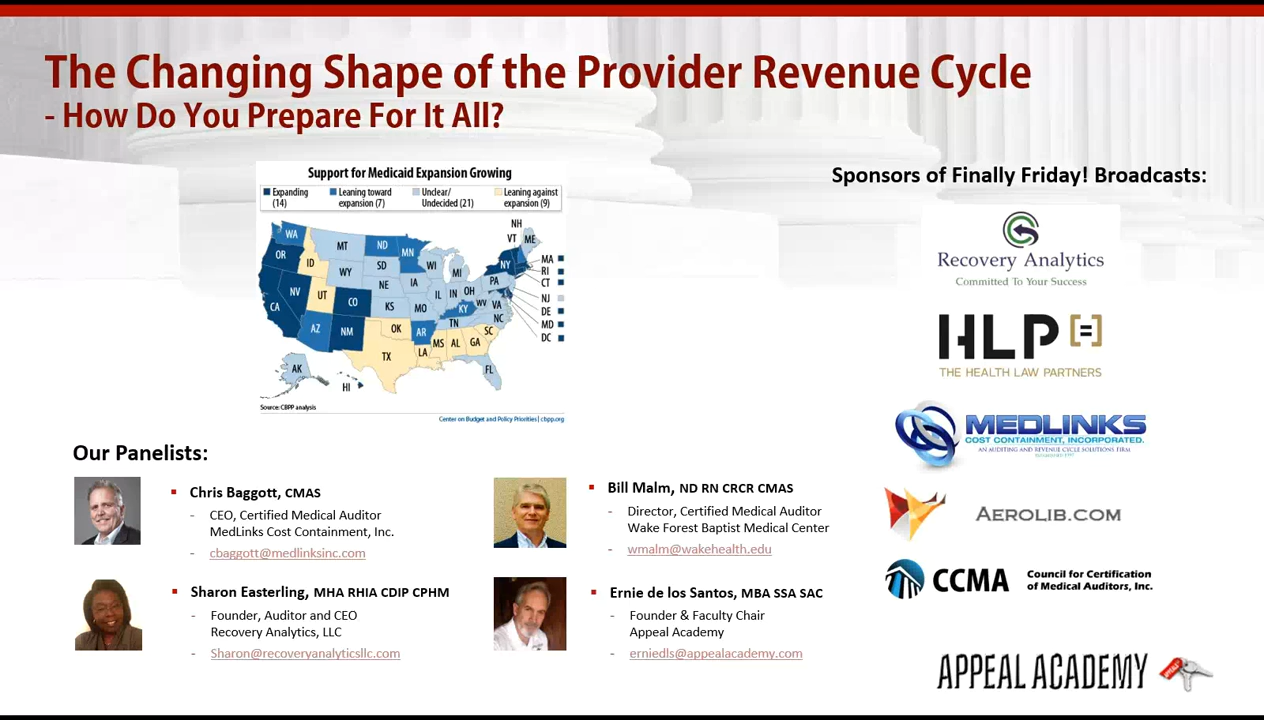 The Changing Shape of the Provider Revenue Cycle
- How Do You Prepare For It All?
Support for Medicaid Expansion Growing
Expanding (14)
Leaning toward expansion (7)
Unclear/ Undecided (21)
Leaning against expansion (9)
WA
OR
CA
NV
ID
MT
WY
UT
AZ
CO
NM
ND
SD
NE
KS
OK
TX
MN
IA
MO
AR
LA
WI
IL
MI
IN
OH
KY
TN
MS
AL
GA
FL
SC
NC
VA
WV
PA
NY
VT
NH
ME
MA
RI
CT
NJ
DE
MD
DC
AK
HI
Source: CBPP analysis
Center on Budget and Policy Priorities | cbpp.org
Sponsors of Finally Friday! Broadcasts:
Recovery Analytics
Committed To Your Success
HLP [=]
THE HEALTH LAW PARTNERS
MEDLINKS
COST CONTAINMENT, INCORPORATED.
AN AUDITING AND REVENUE CYCLE SOLUTIONS FIRM
AEROLIB.COM
CCMA
Council for Certification
of Medical Auditors, Inc.
APPEAL ACADEMY
Our Panelists:
Chris Baggott, CMAS
- CEO, Certified Medical Auditor
MedLinks Cost Containment, Inc.
- cbaggott@medlinksinc.com
Bill Malm, ND RN CRCR CMAS
- Director, Certified Medical Auditor
Wake Forest Baptist Medical Center
- wmalm@wakehealth.edu
Sharon Easterling, MHA RHIA CDIP CPHM
- Founder, Auditor and CEO
Recovery Analytics, LLC
- Sharon@recoveryanalyticsllc.com
Ernie de los Santos, MBA SSA SAC
- Founder & Faculty Chair
Appeal Academy
- erniedls@appealacademy.com